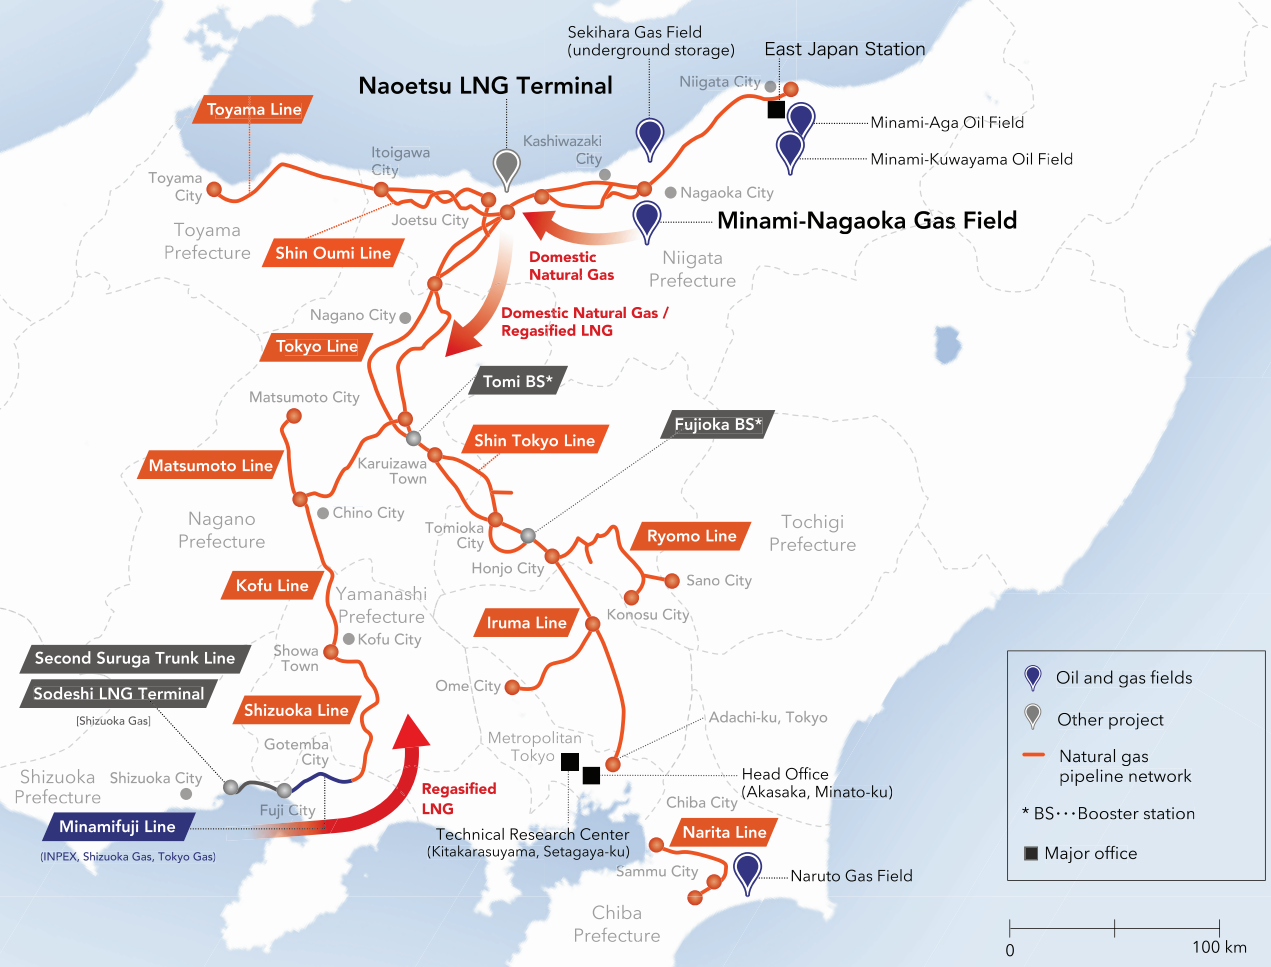 Sekihara Gas Field
(underground storage)
East Japan Station
Naoetsu LNG Terminal
Niigata City
Toyama Line
Minami-Aga Oil Field
Kashiwazaki
City
Itoigawa
City
Minami-Kuwayama Oil Field
Toyama
City
Nagaoka City
Joetsu City
Minami-Nagaoka Gas Field
Toyama
Prefecture
Shin Oumi Line
Domestic
Natural Gas
Niigata
Prefecture
Nagano City
Domestic Natural Gas /
Regasified LNG
Tokyo Line
Tomi BS*
Matsumoto City
Fujioka BS*
Shin Tokyo Line
Matsumoto Line
Karuizawa
Town
Chino City
Nagano
Prefecture
Tomioka
City
Tochigi
Prefecture
Ryomo Line
Honjo City
Sano City
Kofu Line
Yamanashi
Prefecture
Konosu City
Iruma Line
Kofu City
Showa
Town
Second Suruga Trunk Line
Sodeshi LNG Terminal
[Shizuoka Gas]
Ome City
Shizuoka Line
Adachi-ku, Tokyo
Gotemba
City
Metropolitan
Tokyo
Shizuoka
Prefecture
Shizuoka City
Head Office
(Akasaka, Minato-ku)
Regasified
LNG
Fuji City
Chiba City
Minamifuji Line
(INPEX, Shizuoka Gas, Tokyo Gas)
Technical Research Center
(Kitakarasuyama, Setagaya-ku)
Narita Line
Sammu City
Naruto Gas Field
Chiba
Prefecture
Oil and gas fields
Other project
Natural gas
pipeline network
* BS･･･Booster station
Major office
0
100 km